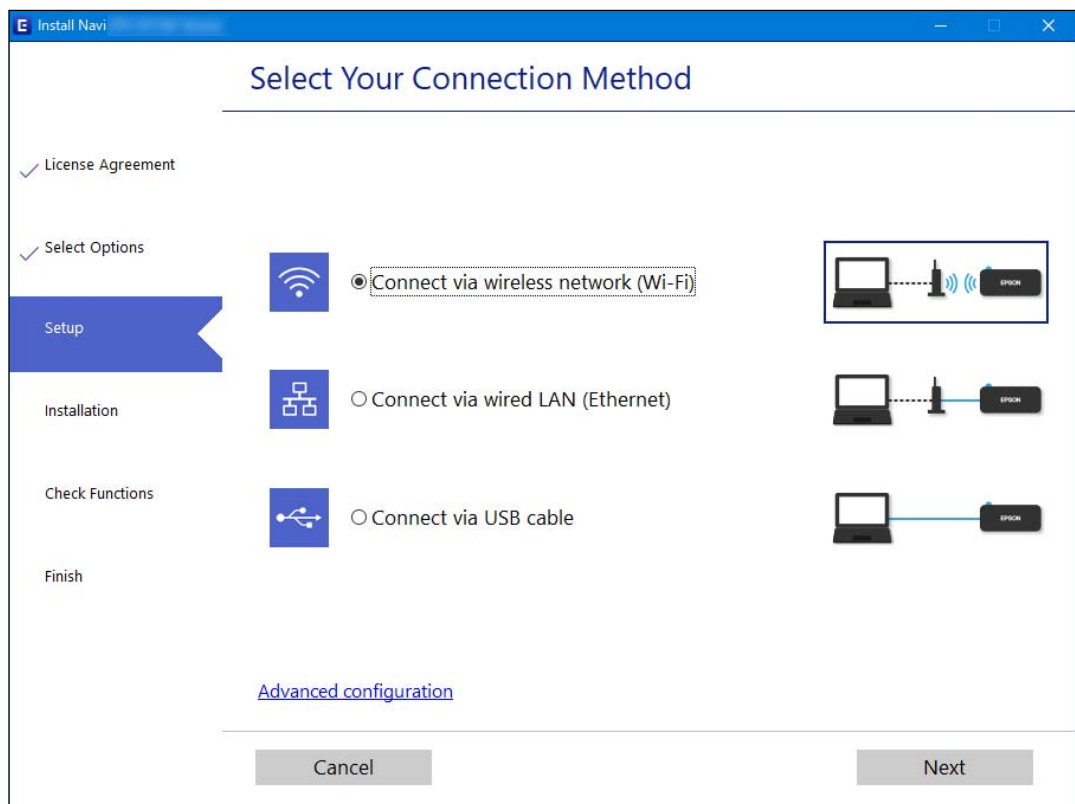 Install Navi
Select Your Connection Method
License Agreement
Select Options
Setup
Installation
Check Functions
Finish
Connect via wireless network (Wi-Fi)
EPSON
Connect via wired LAN (Ethernet)
EPSON
Connect via USB cable
EPSON
Advanced configuration
Cancel
Next